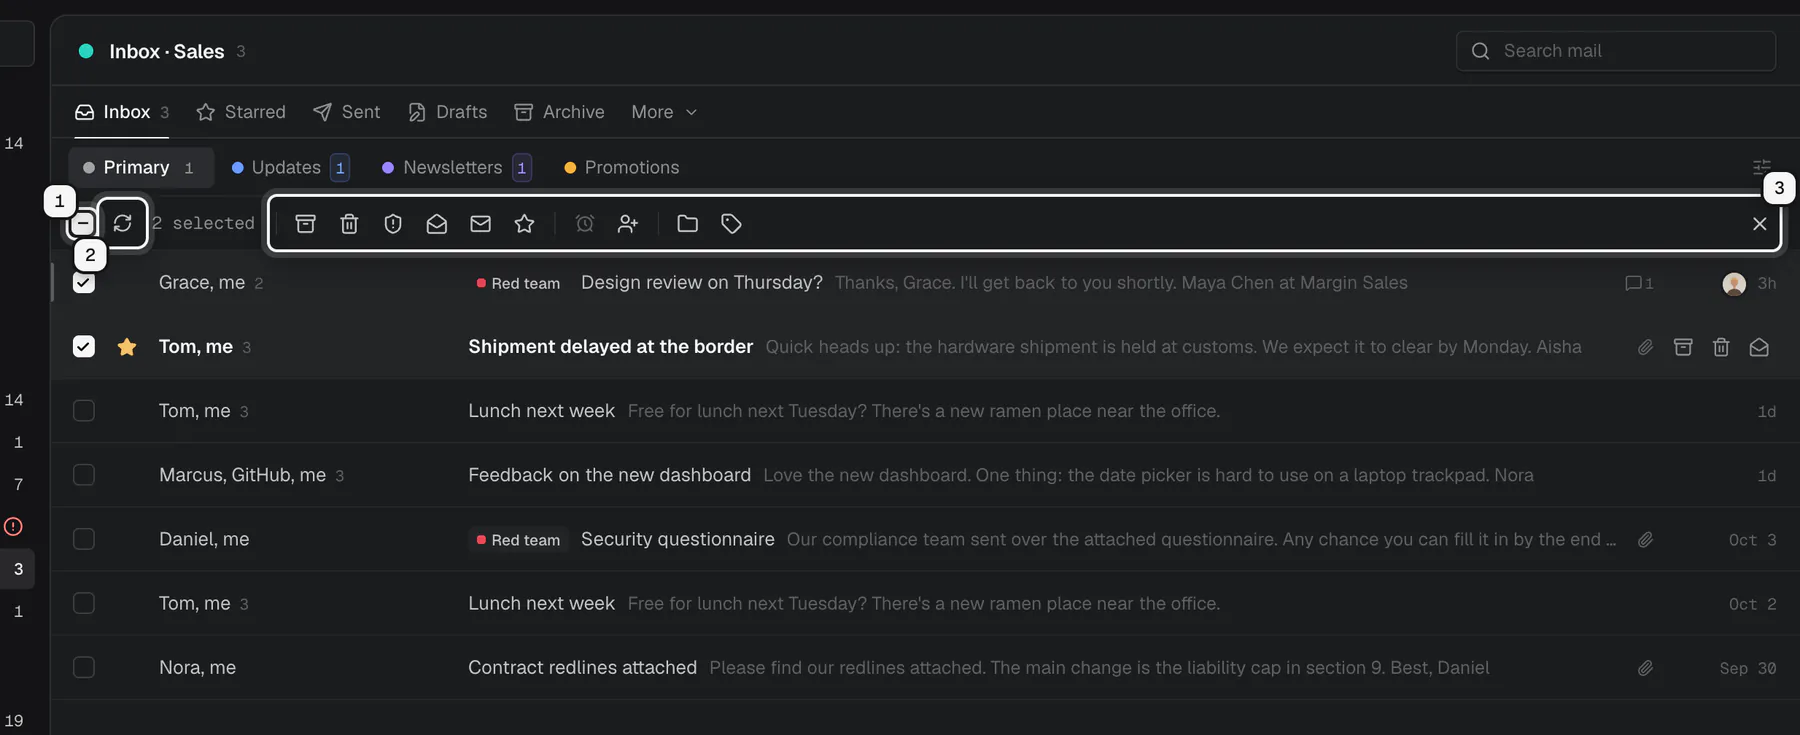 Inbox · Sales 3
Search mail
14
Inbox 3 Starred Sent Drafts Archive More
Primary 1 Updates 1 Newsletters 1 Promotions
1
3
2 selected
2
Grace, me 2 Red team Design review on Thursday? Thanks, Grace. I'll get back to you shortly. Maya Chen at Margin Sales 1 3h
Tom, me 3 Shipment delayed at the border Quick heads up: the hardware shipment is held at customs. We expect it to clear by Monday. Aisha
14
Tom, me 3 Lunch next week Free for lunch next Tuesday? There's a new ramen place near the office. 1d
1
Marcus, GitHub, me 3 Feedback on the new dashboard Love the new dashboard. One thing: the date picker is hard to use on a laptop trackpad. Nora 1d
7
Daniel, me Red team Security questionnaire Our compliance team sent over the attached questionnaire. Any chance you can fill it in by the end ... Oct 3
3
Tom, me 3 Lunch next week Free for lunch next Tuesday? There's a new ramen place near the office. Oct 2
1
Nora, me Contract redlines attached Please find our redlines attached. The main change is the liability cap in section 9. Best, Daniel Sep 30
19